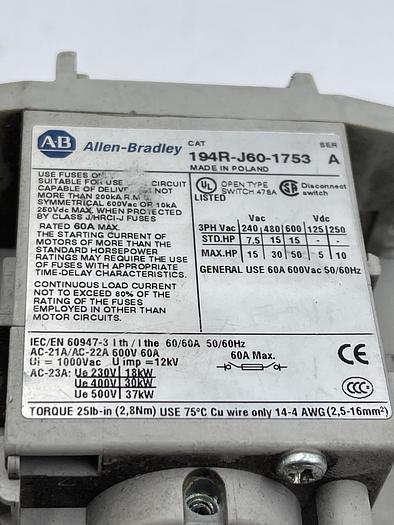 AB Allen-Bradley CAT 194R-J60-1753 SER A
MADE IN POLAND
USE FUSES ONLY
SUITABLE FOR USE CIRCUIT
CAPABLE OF DELIVE NOT
MORE THAN 200kA R.M
SYMMETRICAL 600Vac OR 10kA
250Vdc MAX. WHEN PROTECTED
BY CLASS J/HRCI-J FUSES
RATED 60A MAX.
THE STARTING CURRENT OF
MOTORS OF MORE THAN THE
STANDARD HORSEPOWER
RATINGS MAY REQUIRE THE
USE OF FUSES WITH APPROPRIATE
TIME-DELAY CHARACTERISTICS.
CONTINUOUS LOAD CURRENT
NOT TO EXCEED 80% OF THE
RATING OF THE FUSES
EMPLOYED IN OTHER THAN
MOTOR CIRCUITS.
UL OPEN TYPE SWITCH 478A SA Disconnect switch
LISTED
Vac Vdc
3PH Vac 240 480 600 125 250
STD.HP 7.5 15 15 - -
MAX.HP 15 30 50 5 10
GENERAL USE 60A 600Vac 50/60Hz
IEC/EN 60947-3 I th / I the 60/60A 50/60Hz
AC-21A/AC-22A 600V 60A
Ui = 1000Vac U imp = 12kV
AC-23A: Ue 230V 18kW
Ue 400V 30kW
Ue 500V 37kW
60A Max.
CE
CCC
TORQUE 25lb-in (2,8Nm) USE 75°C Cu wire only 14-4 AWG (2,5-16mm²)